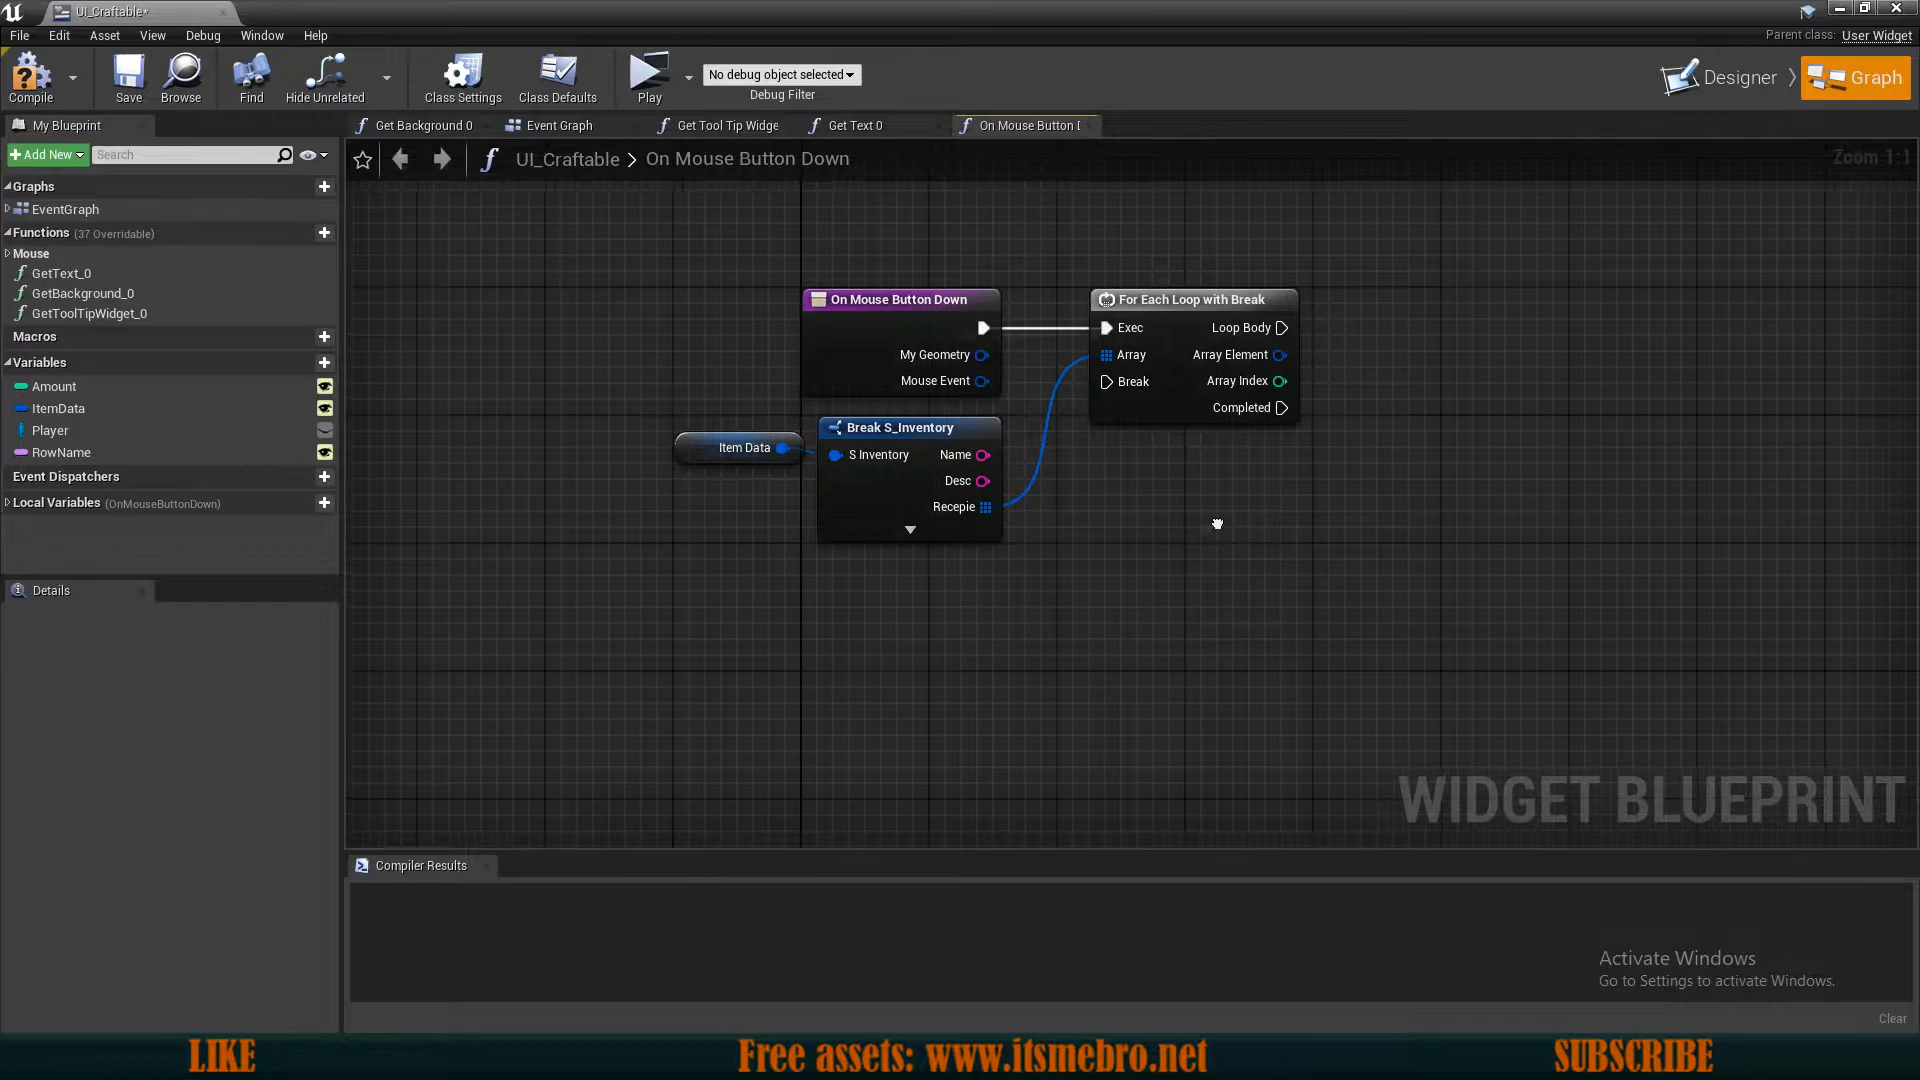 UI_Craftable*
File Edit Asset View Debug Window Help
Parent class: User Widget
Compile Save Browse Find Hide Unrelated Class Settings Class Defaults Play
No debug object selected
Debug Filter
Designer Graph
My Blueprint
Get Background 0 Event Graph Get Tool Tip Widge Get Text 0 On Mouse Button D
Add New Search
UI_Craftable > On Mouse Button Down
Zoom 1:1
Graphs
EventGraph
Functions (37 Overridable)
Mouse
GetText_0
GetBackground_0
GetToolTipWidget_0
Macros
Variables
Amount
ItemData
Player
RowName
Event Dispatchers
Local Variables (OnMouseButtonDown)
Details
On Mouse Button Down
My Geometry
Mouse Event
For Each Loop with Break
Exec Loop Body
Array Array Element
Break Array Index
Completed
Item Data
Break S_Inventory
S Inventory Name
Desc
Recepie
WIDGET BLUEPRINT
Compiler Results
Activate Windows
Go to Settings to activate Windows.
Clear
LIKE
Free assets: www.itsmebro.net
SUBSCRIBE